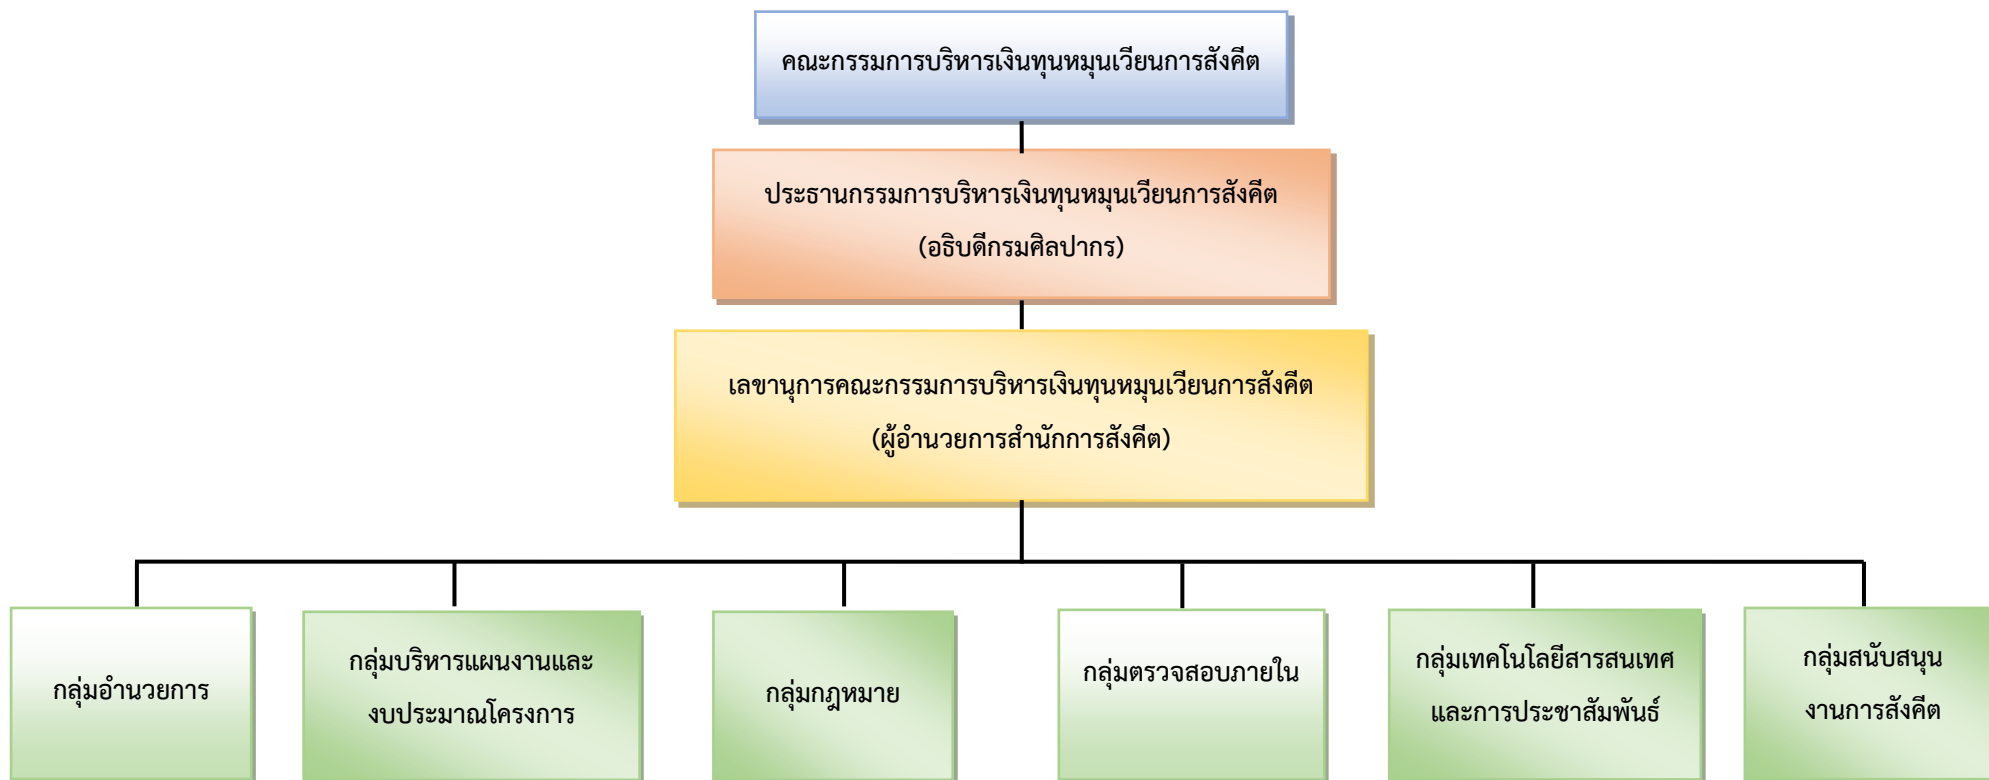 คณะกรรมการบริหารเงินทุนหมุนเวียนการสังคีต
ประธานกรรมการบริหารเงินทุนหมุนเวียนการสังคีต
(อธิบดีกรมศิลปากร)
เลขานุการคณะกรรมการบริหารเงินทุนหมุนเวียนการสังคีต
(ผู้อำนวยการสำนักการสังคีต)
กลุ่มอำนวยการ
กลุ่มบริหารแผนงานและ
งบประมาณโครงการ
กลุ่มกฎหมาย
กลุ่มตรวจสอบภายใน
กลุ่มเทคโนโลยีสารสนเทศ
และการประชาสัมพันธ์
กลุ่มสนับสนุน
งานการสังคีต